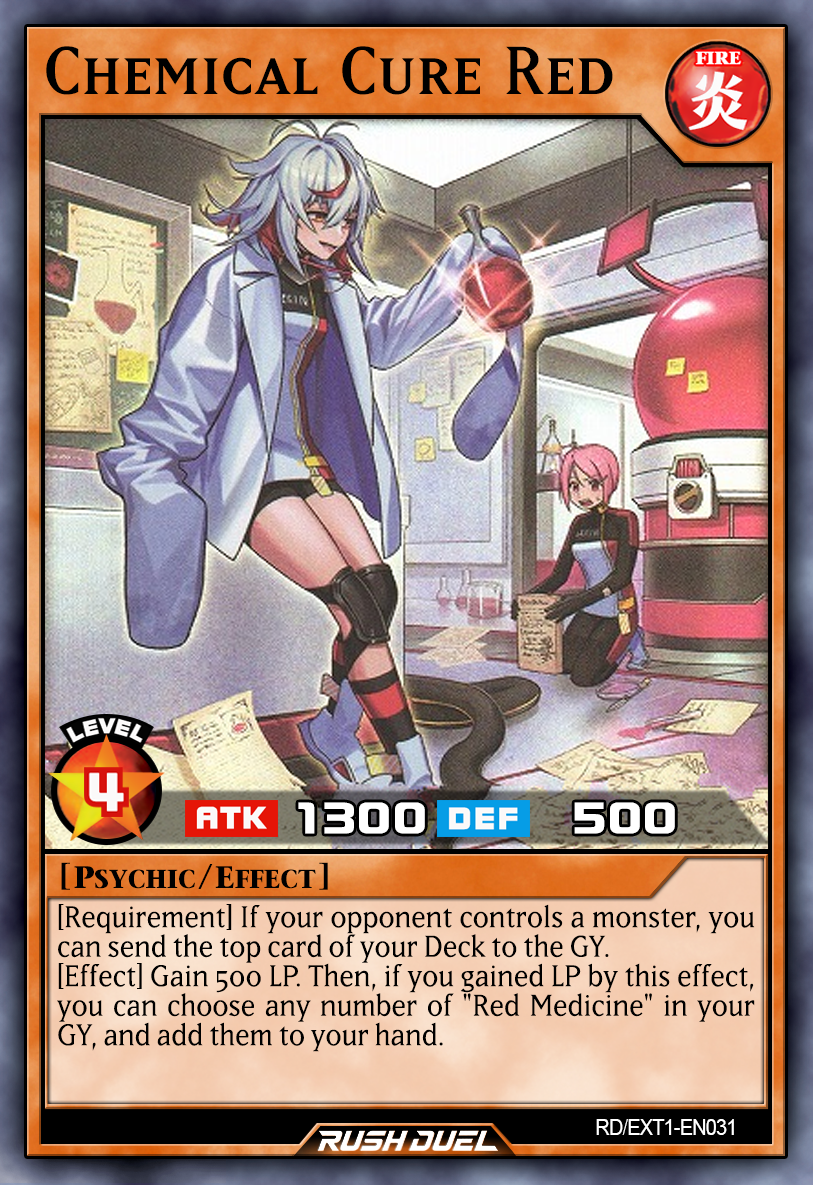 Chemical Cure Red
FIRE
炎
LEVEL
4
ATK 1300 DEF 500
[Psychic/Effect]
[Requirement] If your opponent controls a monster, you
can send the top card of your Deck to the GY.
[Effect] Gain 500 LP. Then, if you gained LP by this effect,
you can choose any number of "Red Medicine" in your
GY, and add them to your hand.
RD/EXT1-EN031
RUSH DUEL